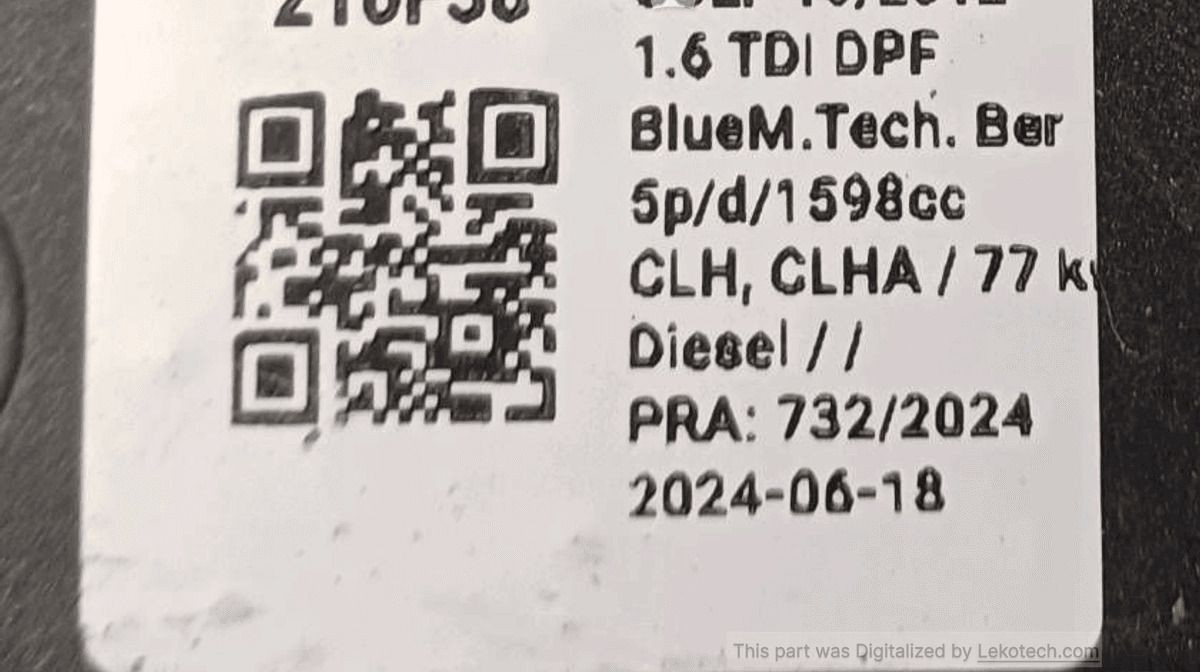 1.6 TDI DPF
BlueM.Tech. Ber
5p/d/1598cc
CLH, CLHA / 77
Diesel / /
PRA: 732/2024
2024-06-18
This part was Digitalized by Lekotech.com